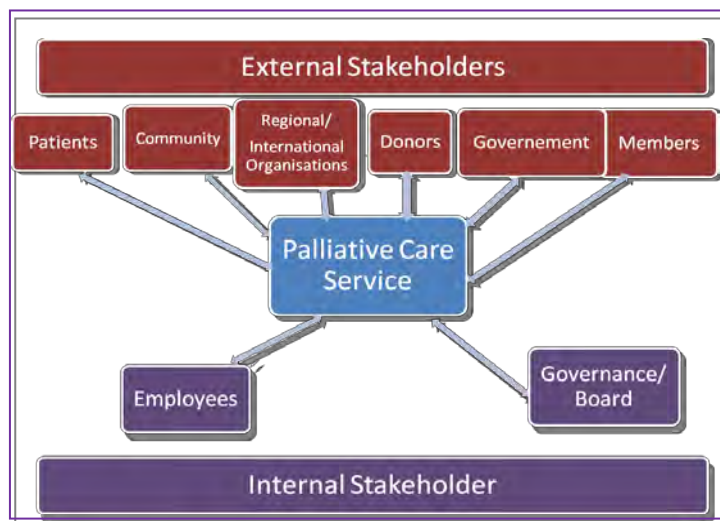 External Stakeholders
Patients
Community
Regional/
International
Organisations
Donors
Governement
Members
Palliative Care
Service
Employees
Governance/
Board
Internal Stakeholder